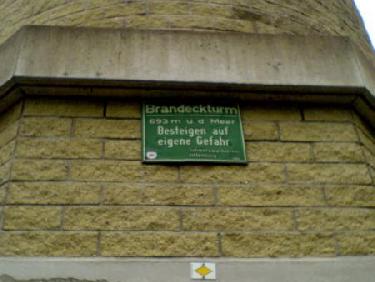 Brandeckturm
693 m ü. d. Meer
Besteigen auf
eigene Gefahr